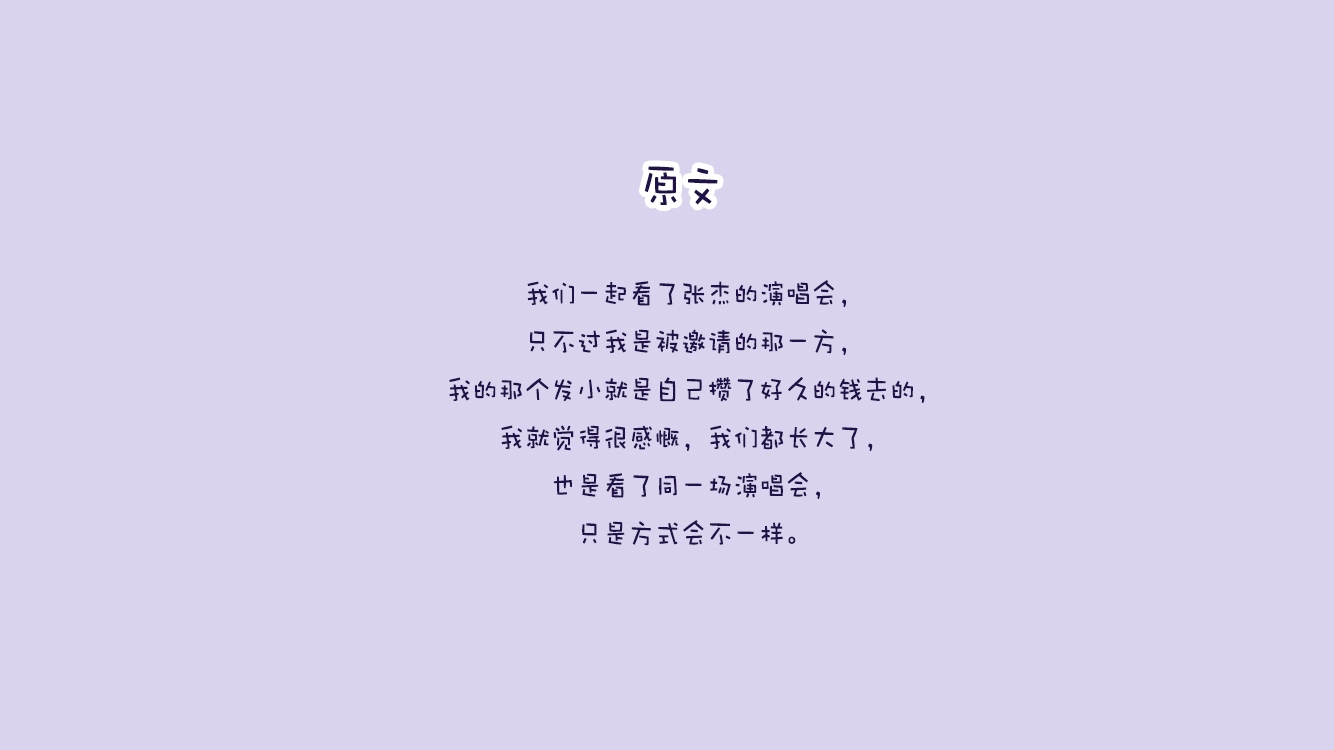 原文
我们一起看了张杰的演唱会，
只不过我是被邀请的那一方，
我的那个发小就是自己攒了好久的钱去的，
我就觉得很感慨，我们都长大了，
也是看了同一场演唱会，
只是方式会不一样。